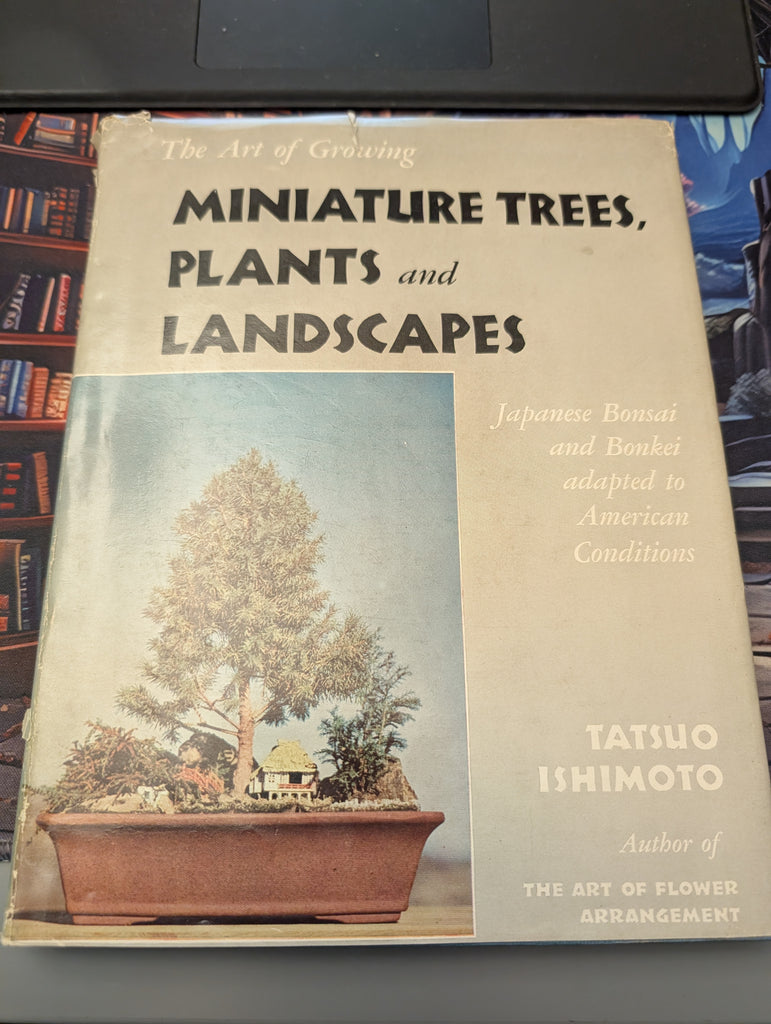 The Art of Growing
MINIATURE TREES,
PLANTS and
LANDSCAPES
Japanese Bonsai
and Bonkei
adapted to
American
Conditions
TATSUO
ISHIMOTO
Author of
THE ART OF FLOWER
ARRANGEMENT